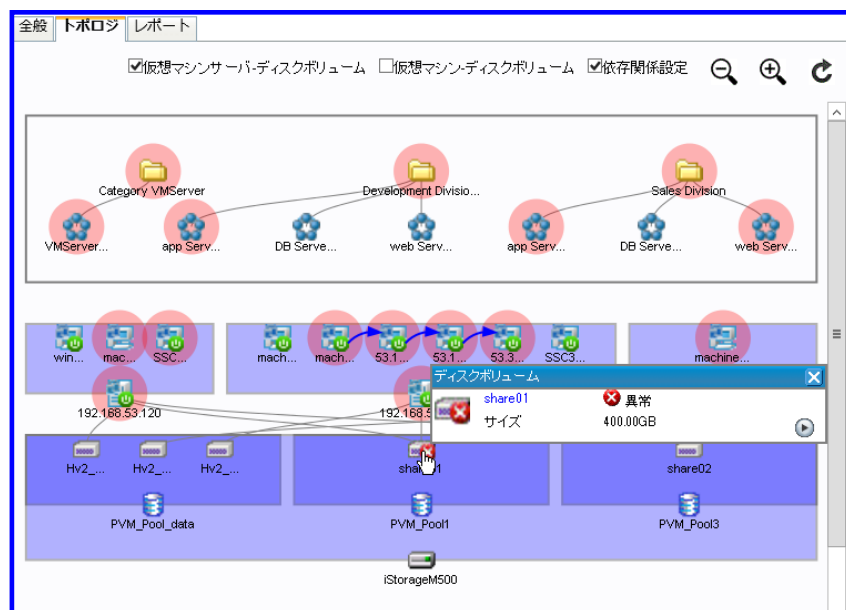 全般 トポロジ レポート
仮想マシンサーバ-ディスクボリューム 仮想マシン-ディスクボリューム 依存関係設定
Category VMServer Development Divisio... Sales Division
VMServer... app Serv... DB Serve... web Serv... app Serv... DB Serve... web Serv...
win... mac... SSC... mach... mach... 53.1... 53.1... 53.3... SSC3... machine...
ディスクボリューム
share01 異常
サイズ 400.00GB
192.168.53.120 192.168.5
Hv2_... Hv2_... Hv2_... share02
PVM_Pool_data PVM_Pool1 PVM_Pool3
iStorageM500